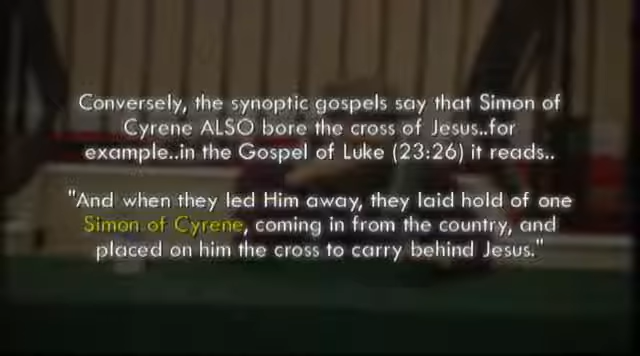 Conversely, the synoptic gospels say that Simon of
Cyrene ALSO bore the cross of Jesus..for
example..in the Gospel of Luke (23:26) it reads..
"And when they led Him away, they laid hold of one
Simon of Cyrene, coming in from the country, and
placed on him the cross to carry behind Jesus."